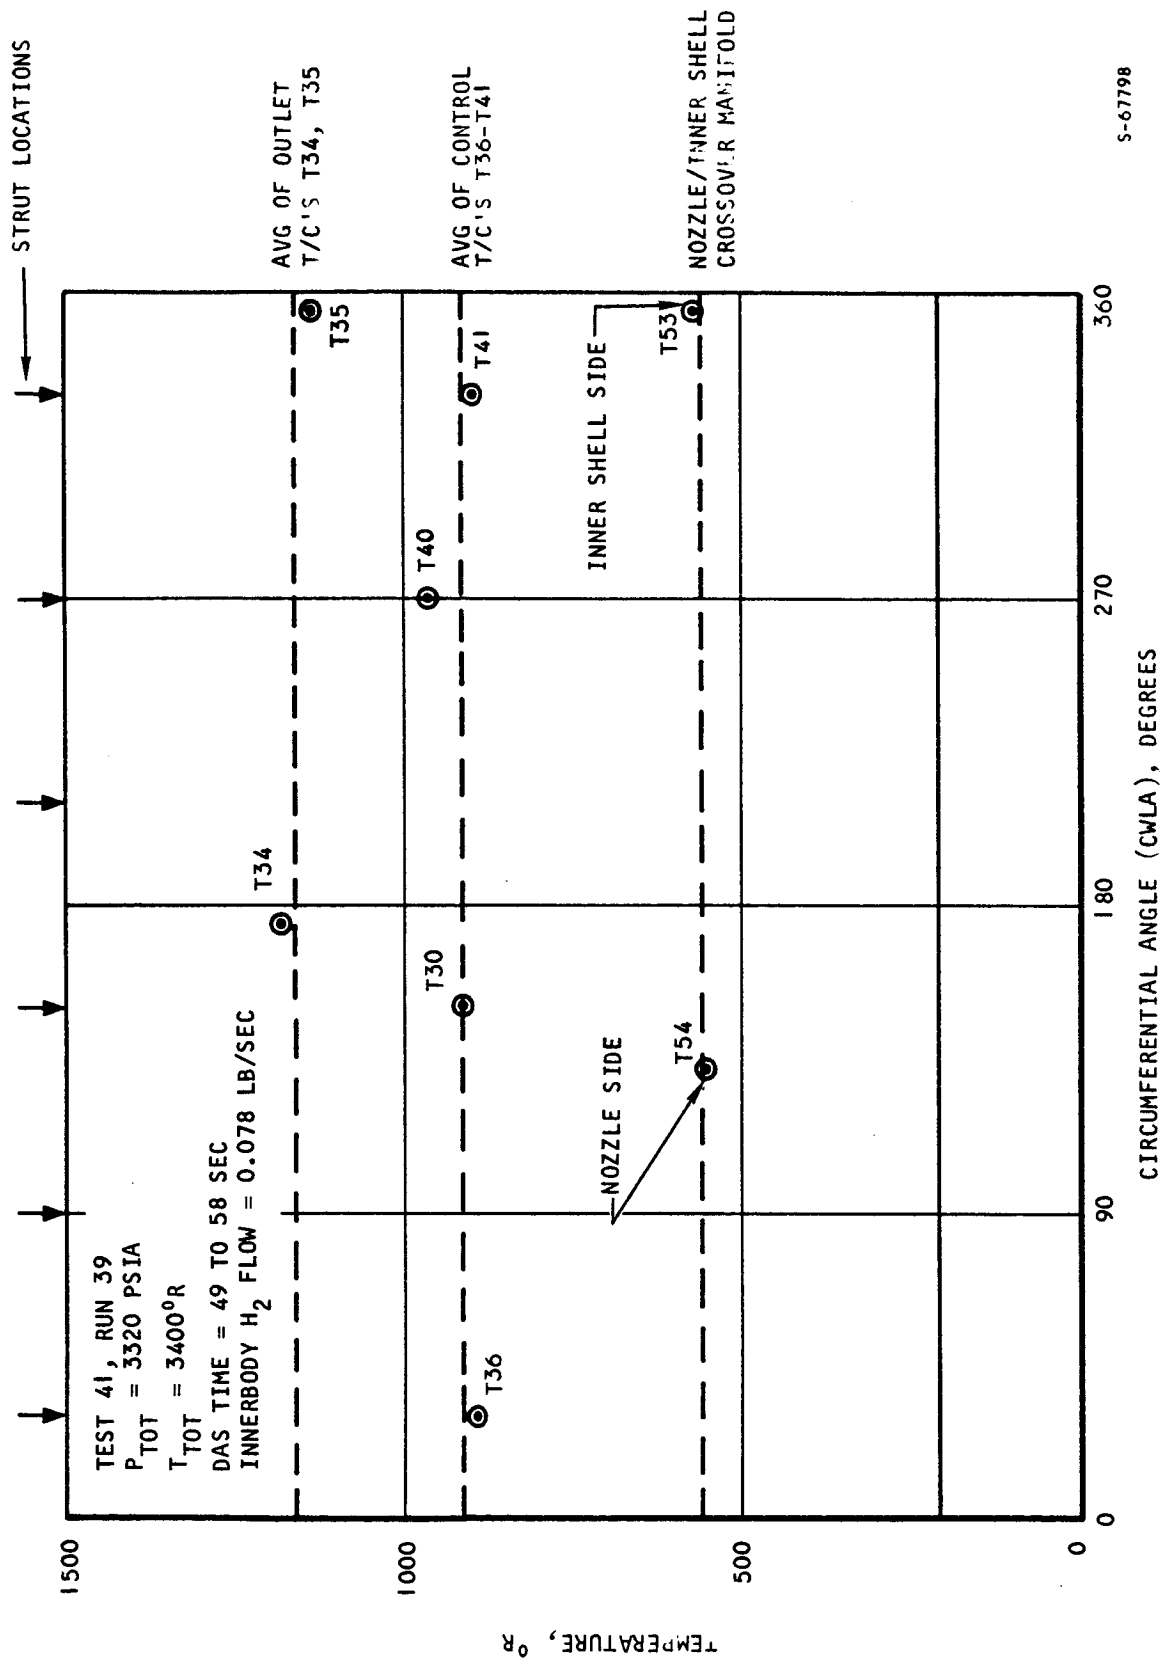 STRUT LOCATIONS
TEST 41, RUN 39
PTOT = 3320 PSIA
TTOT = 3400°R
DAS TIME = 49 TO 58 SEC
INNERBODY H2 FLOW = 0.078 LB/SEC
AVG OF OUTLET
T/C'S T34, T35
AVG OF CONTROL
T/C'S T36-T41
NOZZLE/INNER SHELL
CROSSOVER MANIFOLD
T34
T35
T36
T30
T40
T41
NOZZLE SIDE
T54
INNER SHELL SIDE
T53
1500
1000
500
0
TEMPERATURE, °R
0
90
180
270
360
CIRCUMFERENTIAL ANGLE (CWLA), DEGREES
S-67798